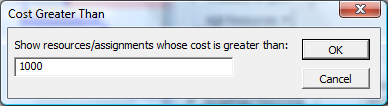 Cost Greater Than
Show resources/assignments whose cost is greater than:
OK
1000
Cancel